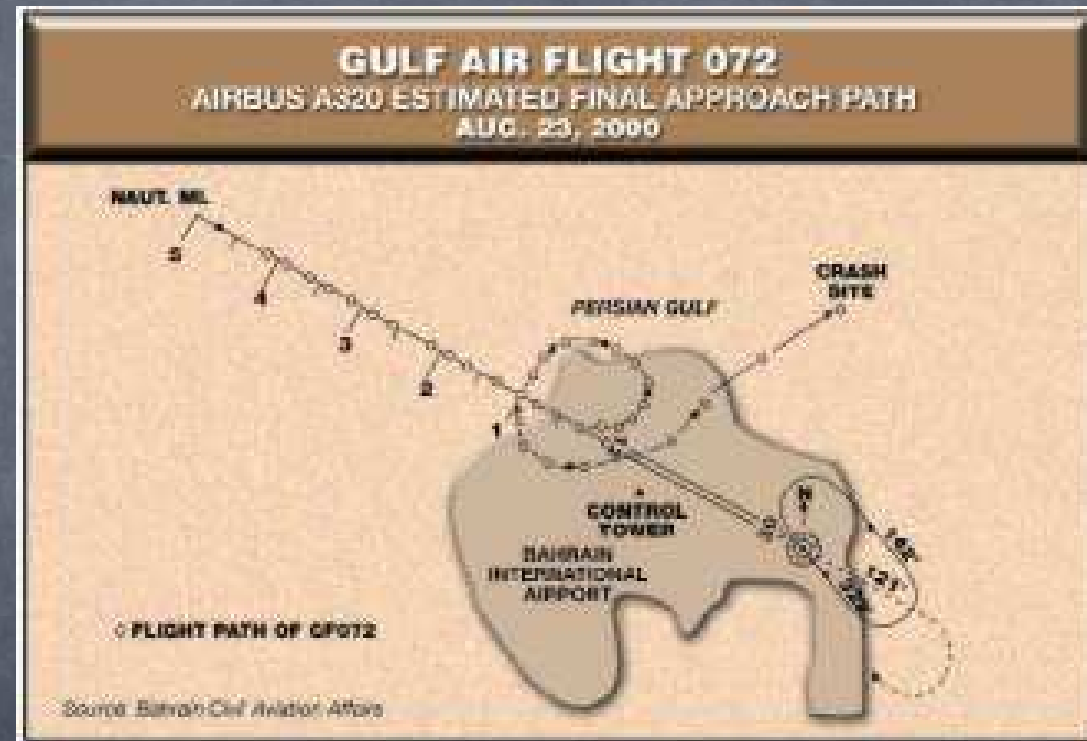 GULF AIR FLIGHT 072
AIRBUS A320 ESTIMATED FINAL APPROACH PATH
AUG. 23, 2000
NAUT. MI.
5
4
3
2
1
PERSIAN GULF
CRASH
SITE
N
CONTROL
TOWER
BAHRAIN
INTERNATIONAL
AIRPORT
121°
FLIGHT PATH OF GF072
Source: Bahrain Civil Aviation Affairs